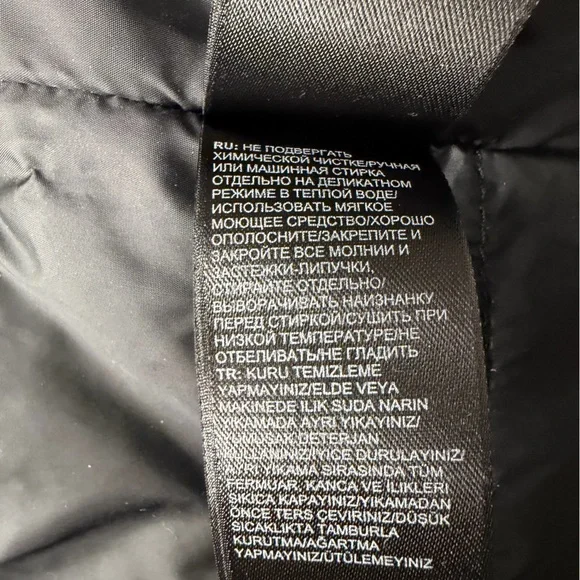 RU: НЕ ПОДВЕРГАТЬ
ХИМИЧЕСКОЙ ЧИСТКЕ/РУЧНАЯ
ИЛИ МАШИННАЯ СТИРКА
ОТДЕЛЬНО НА ДЕЛИКАТНОМ
РЕЖИМЕ В ТЕПЛОЙ ВОДЕ/
ИСПОЛЬЗОВАТЬ МЯГКОЕ
МОЮЩЕЕ СРЕДСТВО/ХОРОШО
ОПОЛОСНИТЕ/ЗАКРЕПИТЕ И
ЗАКРОЙТЕ ВСЕ МОЛНИИ И
ЗАСТЕЖКИ-ЛИПУЧКИ,
СТИРАЙТЕ ОТДЕЛЬНО/
ВЫВОРАЧИВАТЬ НАИЗНАНКУ
ПЕРЕД СТИРКОЙ/СУШИТЬ ПРИ
НИЗКОЙ ТЕМПЕРАТУРЕ/НЕ
ОТБЕЛИВАТЬ/НЕ ГЛАДИТЬ
TR: KURU TEMIZLEME
YAPMAYINIZ/ELDE VEYA
MAKINEDE ILIK SUDA NARIN
YIKAMADA AYRI YIKAYINIZ/
YUMUŞAK DETERJAN
KULLANINIZ/IYICE DURULAYINIZ/
AYRI YIKAMA SIRASINDA TÜM
FERMUAR, KANCA VE ILIKLERI
SIKICA KAPAYINIZ/YIKAMADAN
ÖNCE TERS ÇEVIRINIZ/DÜŞÜK
SICAKLIKTA TAMBURLA
KURUTMA/AĞARTMA
YAPMAYINIZ/ÜTÜLEMEYINIZ